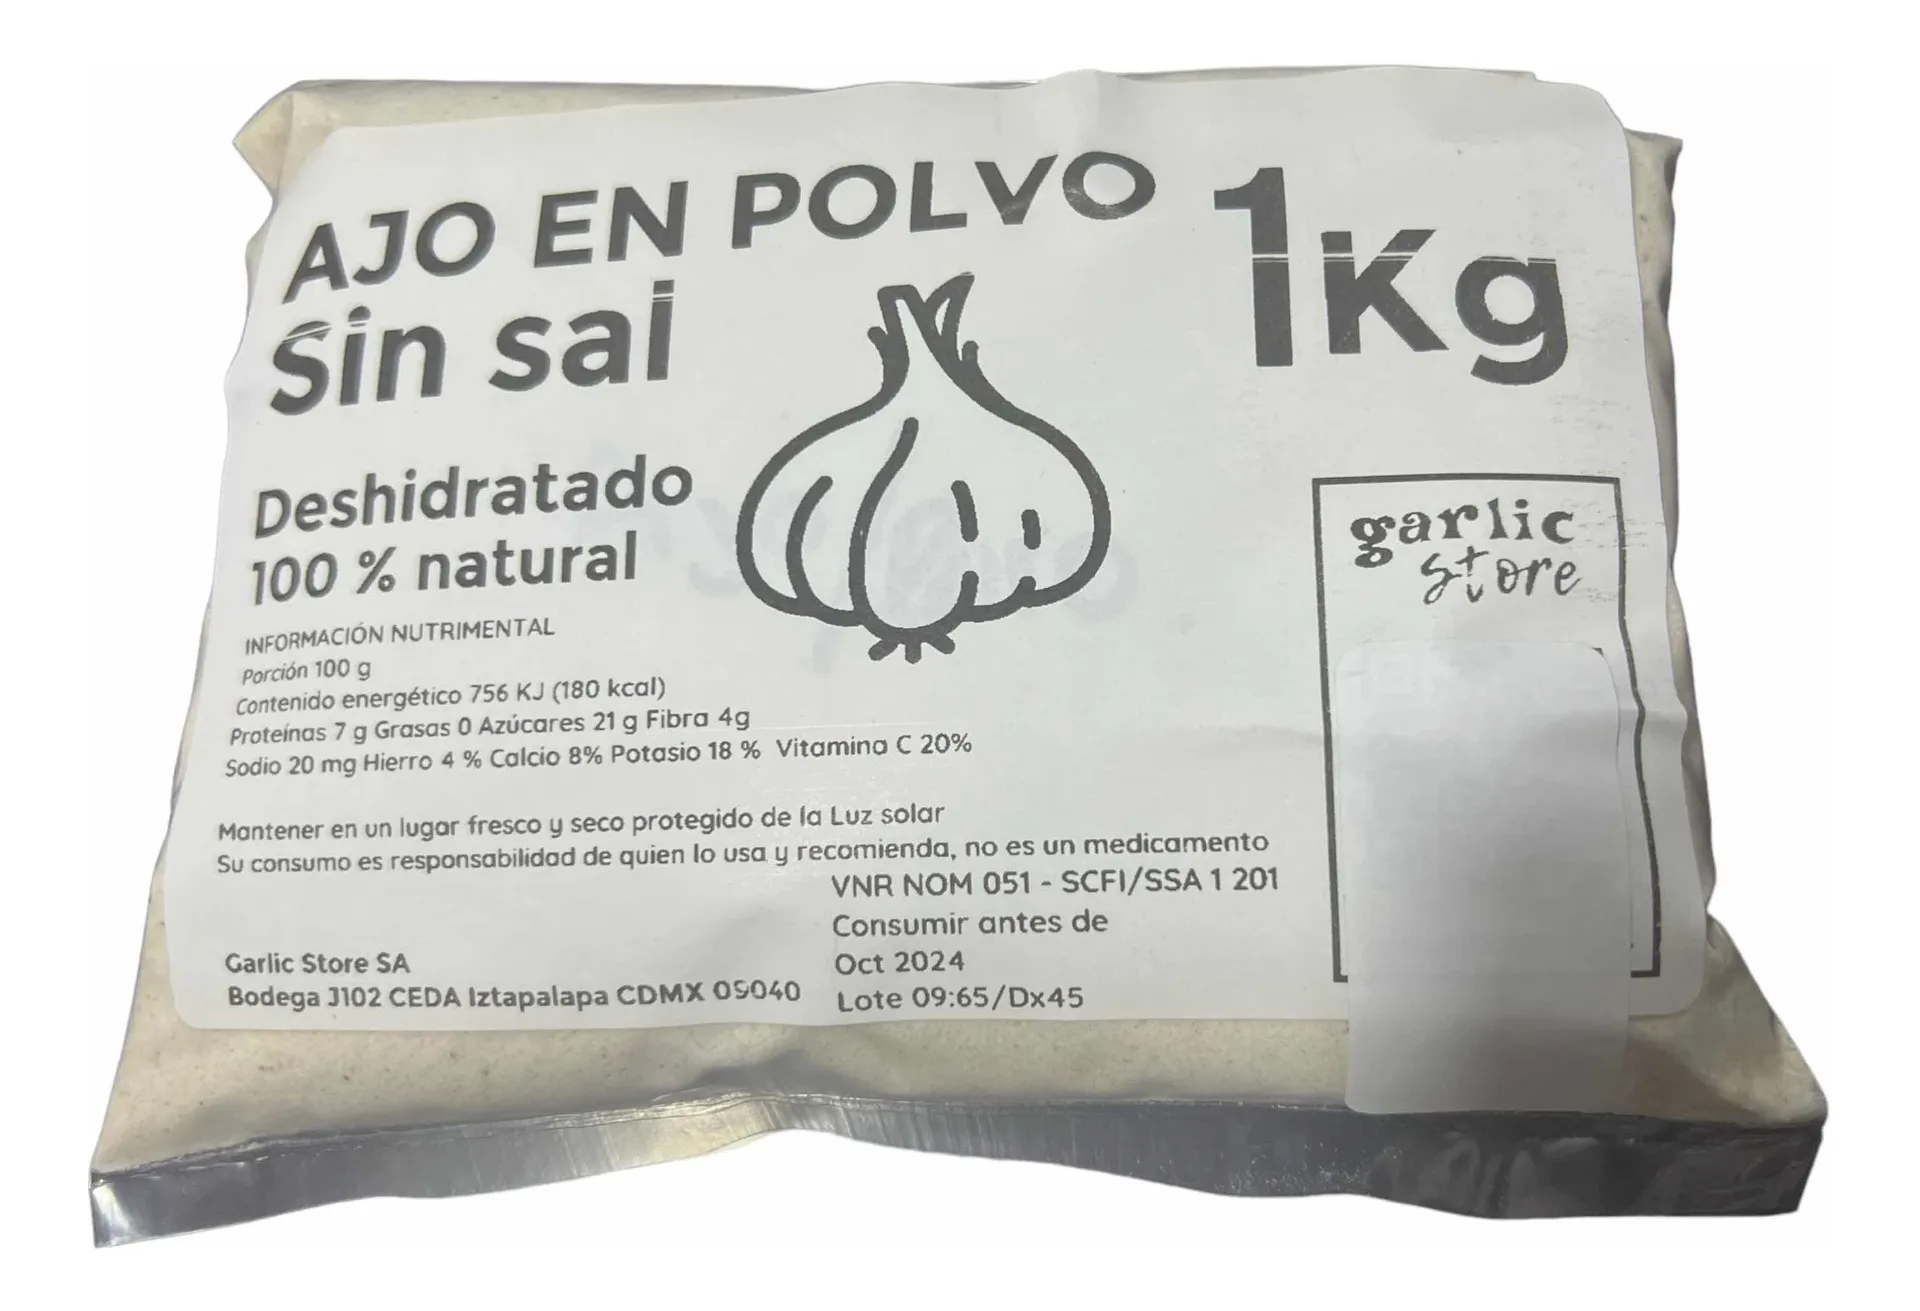 AJO EN POLVO
1Kg
Sin sal
Deshidratado
100 % natural
garlic
store
INFORMACIÓN NUTRIMENTAL
Porción 100 g
Contenido energético 756 KJ (180 kcal)
Proteínas 7 g Grasas 0 Azúcares 21 g Fibra 4g
Sodio 20 mg Hierro 4 % Calcio 8% Potasio 18 % Vitamina C 20%
Mantener en un lugar fresco y seco protegido de la Luz solar
Su consumo es responsabilidad de quien lo usa y recomienda, no es un medicamento
VNR NOM 051 - SCFI/SSA 1 201
Consumir antes de
Oct 2024
Lote 09:65/Dx45
Garlic Store SA
Bodega J102 CEDA Iztapalapa CDMX 09040